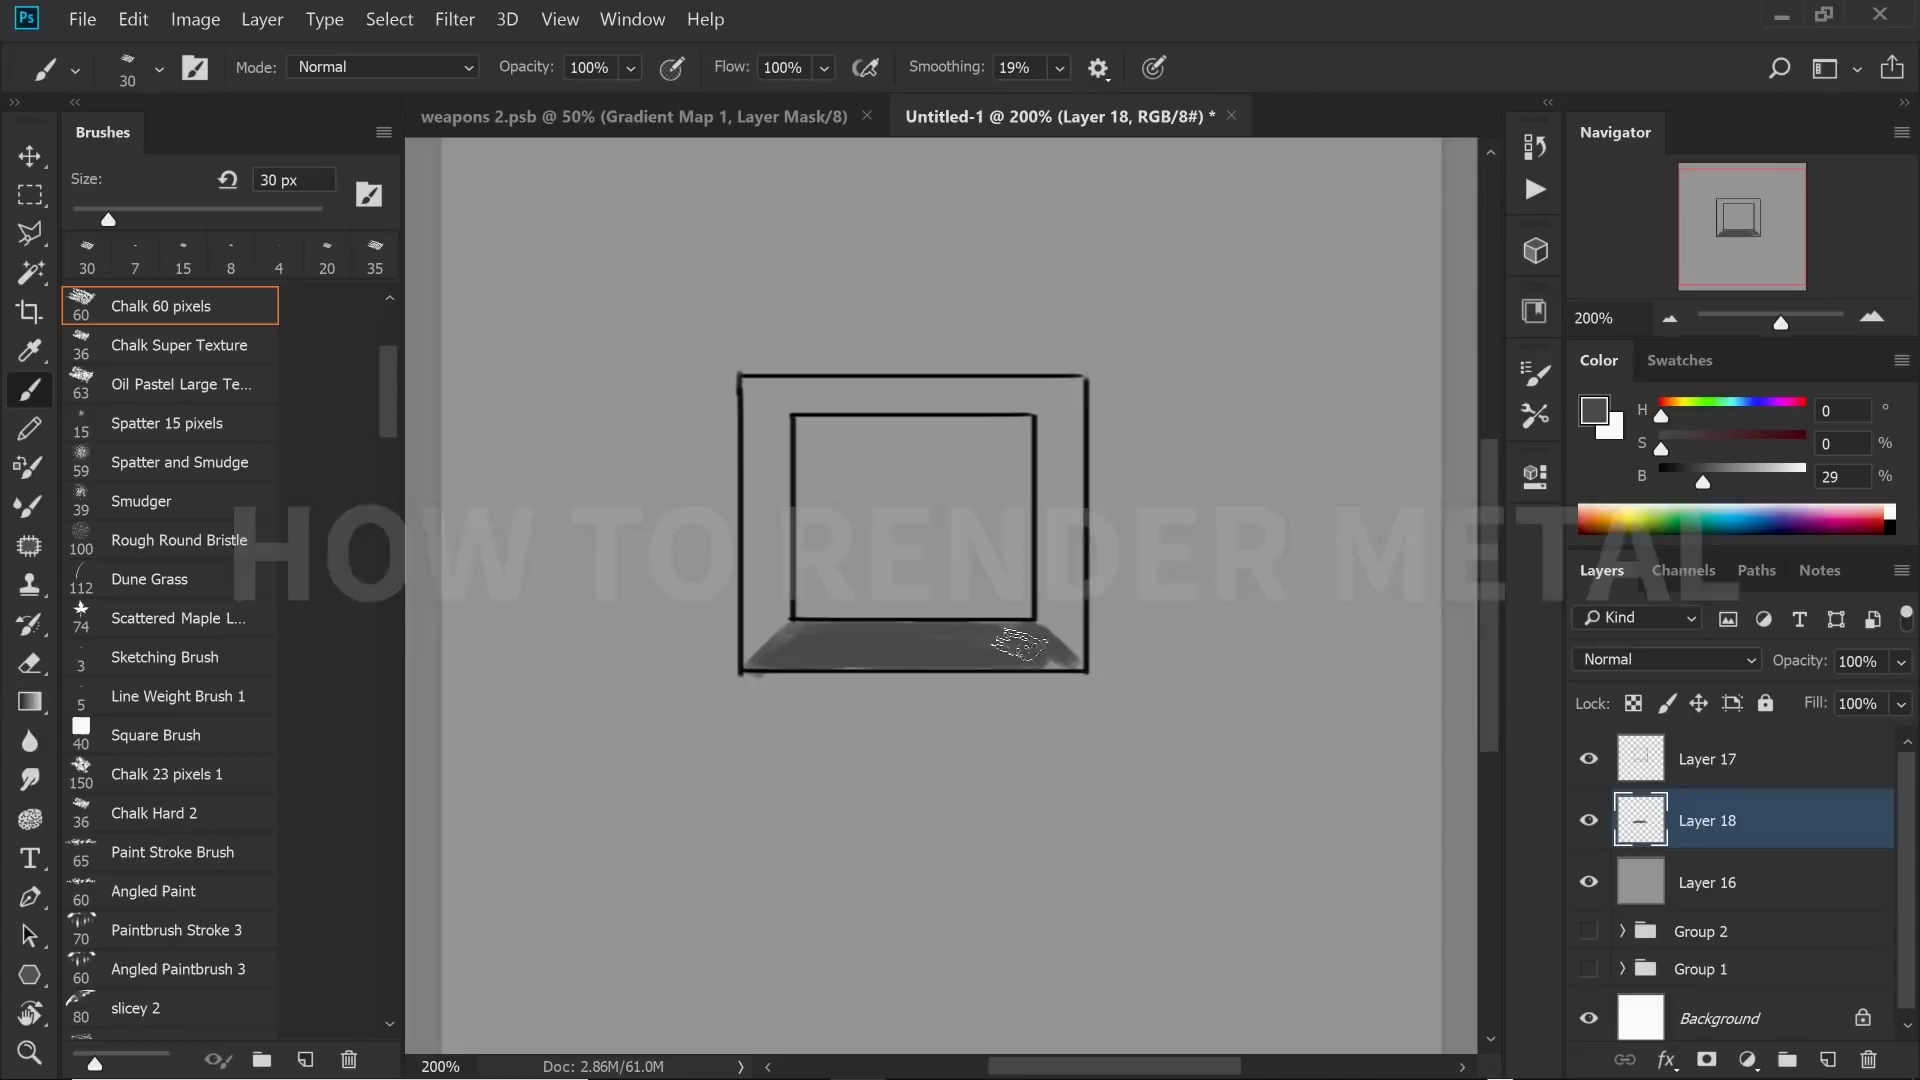 Ps File Edit Image Layer Type Select Filter 3D View Window Help
30 Mode: Normal Opacity: 100% Flow: 100% Smoothing: 19%
weapons 2.psb @ 50% (Gradient Map 1, Layer Mask/8) Untitled-1 @ 200% (Layer 18, RGB/8#) *
Brushes
Size: 30 px
30 7 15 8 4 20 35
60 Chalk 60 pixels
36 Chalk Super Texture
63 Oil Pastel Large Te...
15 Spatter 15 pixels
59 Spatter and Smudge
39 Smudger
100 Rough Round Bristle
112 Dune Grass
74 Scattered Maple L...
3 Sketching Brush
5 Line Weight Brush 1
40 Square Brush
150 Chalk 23 pixels 1
36 Chalk Hard 2
65 Paint Stroke Brush
60 Angled Paint
70 Paintbrush Stroke 3
60 Angled Paintbrush 3
80 slicey 2
HOW TO RENDER METAL
200% Doc: 2.86M/61.0M
Navigator
200%
Color Swatches
H 0 °
S 0 %
B 29 %
Layers Channels Paths Notes
Kind
Normal Opacity: 100%
Lock: Fill: 100%
Layer 17
Layer 18
Layer 16
Group 2
Group 1
Background